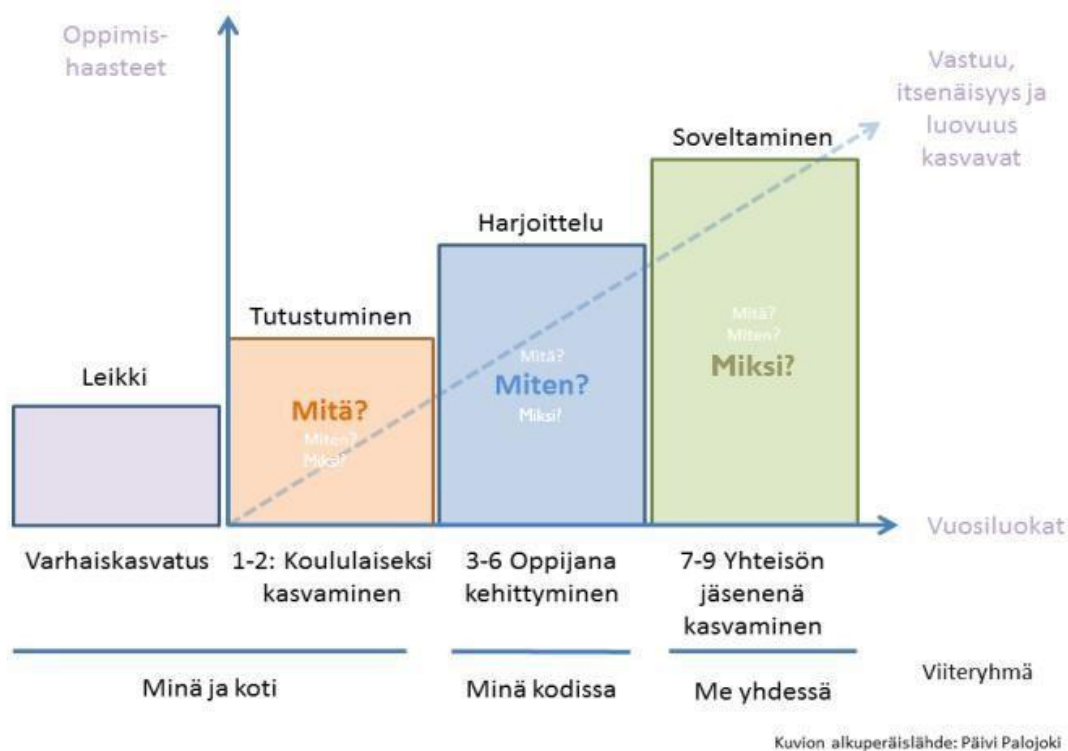 Oppimis-
haasteet
Vastuu,
itsenäisyys ja
luovuus
kasvavat
Soveltaminen
Harjoittelu
Tutustuminen
Leikki
Mitä?
Miten?
Miksi?
Mitä?
Miten?
Miksi?
Mitä?
Miten?
Miksi?
Vuosiluokat
Varhaiskasvatus
1-2: Koululaiseksi
kasvaminen
3-6 Oppijana
kehittyminen
7-9 Yhteisön
jäsenenä
kasvaminen
Minä ja koti
Minä kodissa
Me yhdessä
Viiteryhmä
Kuvion alkuperäislähde: Päivi Palojoki